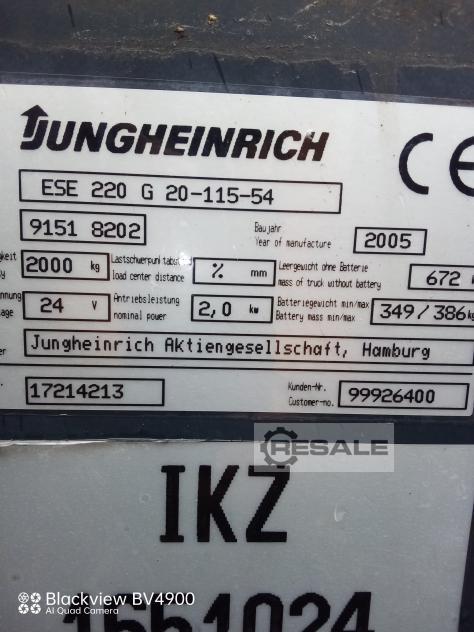 JUNGHEINRICH
CE
ESE 220 G 20-115-54
9151 8202
Baujahr
Year of manufacture
2005
2000 kg
Lastschwerpunktabstand
load center distance
% mm
Leergewicht ohne Batterie
mass of truck without battery
672
24 V
Antriebsleistung
nominal power
2,0 kw
Batteriegewicht min/max
Battery mass min/max
349/386kg
Jungheinrich Aktiengesellschaft, Hamburg
17214213
Kunden-Nr.
Customer-no.
99926400
RESALE
IKZ
Blackview BV4900
AI Quad Camera